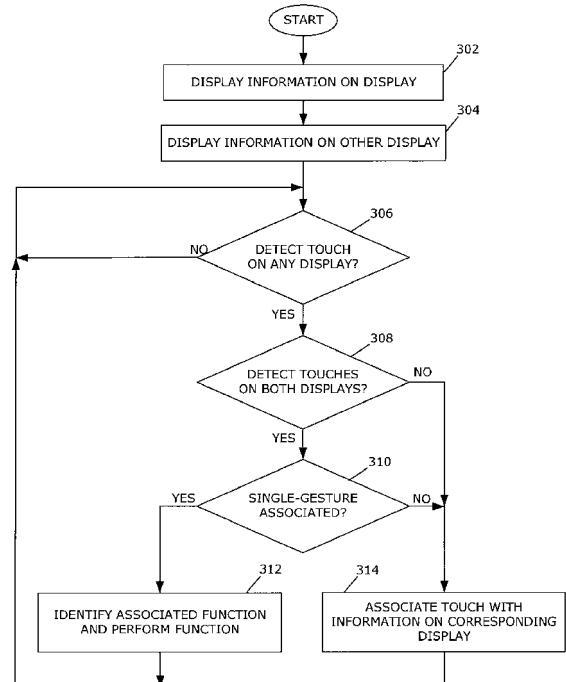 START
302
DISPLAY INFORMATION ON DISPLAY
304
DISPLAY INFORMATION ON OTHER DISPLAY
306
NO
DETECT TOUCH
ON ANY DISPLAY?
YES
308
DETECT TOUCHES
ON BOTH DISPLAYS?
NO
YES
310
YES
SINGLE-GESTURE
ASSOCIATED?
NO
312
IDENTIFY ASSOCIATED FUNCTION
AND PERFORM FUNCTION
314
ASSOCIATE TOUCH WITH
INFORMATION ON CORRESPONDING
DISPLAY